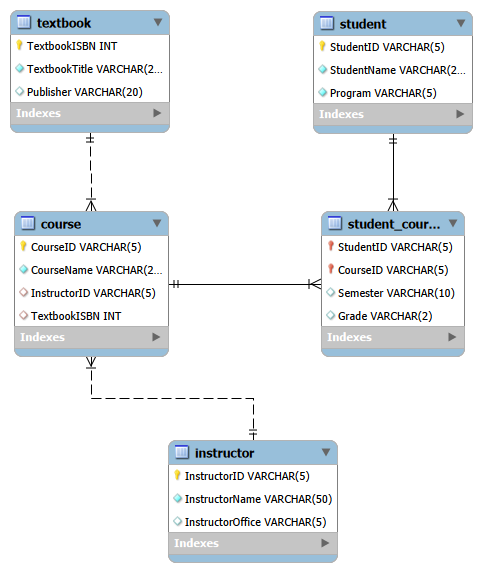 textbook
TextbookISBN INT
TextbookTitle VARCHAR(2...
Publisher VARCHAR(20)
Indexes
student
StudentID VARCHAR(5)
StudentName VARCHAR(2...
Program VARCHAR(5)
Indexes
course
CourseID VARCHAR(5)
CourseName VARCHAR(2...
InstructorID VARCHAR(5)
TextbookISBN INT
Indexes
student_cour...
StudentID VARCHAR(5)
CourseID VARCHAR(5)
Semester VARCHAR(10)
Grade VARCHAR(2)
Indexes
instructor
InstructorID VARCHAR(5)
InstructorName VARCHAR(50)
InstructorOffice VARCHAR(5)
Indexes